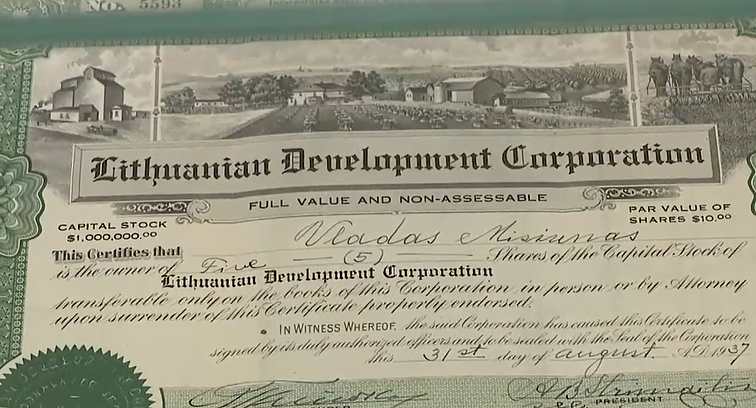 No. 5593
Lithuanian Development Corporation
FULL VALUE AND NON-ASSESSABLE
CAPITAL STOCK
$1,000,000.00
PAR VALUE OF
SHARES $10.00
This Certifies that Vladas Misiunas
is the owner of Five (5) Shares of the Capital Stock of
Lithuanian Development Corporation
transferable only on the books of this Corporation in person or by Attorney
upon surrender of this Certificate properly endorsed.
IN WITNESS WHEREOF, the said Corporation has caused this Certificate to be
signed by its duly authorized officers and to be sealed with the Seal of the Corporation
this 31st day of august A.D. 1937
PRESIDENT